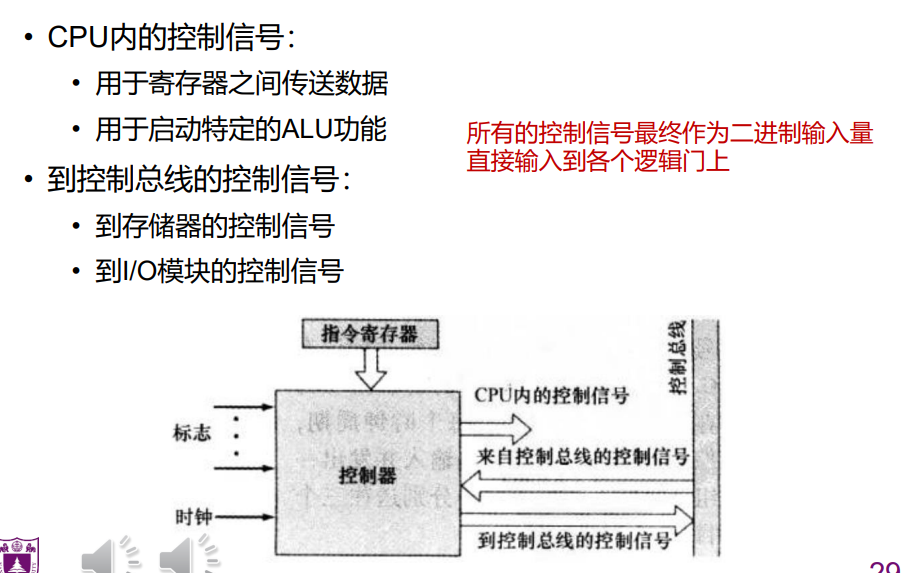 • CPU内的控制信号：
• 用于寄存器之间传送数据
• 用于启动特定的ALU功能
所有的控制信号最终作为二进制输入量
直接输入到各个逻辑门上
• 到控制总线的控制信号：
• 到存储器的控制信号
• 到I/O模块的控制信号
指令寄存器
控制总线
CPU内的控制信号
标志
控制器
来自控制总线的控制信号
时钟
到控制总线的控制信号
29